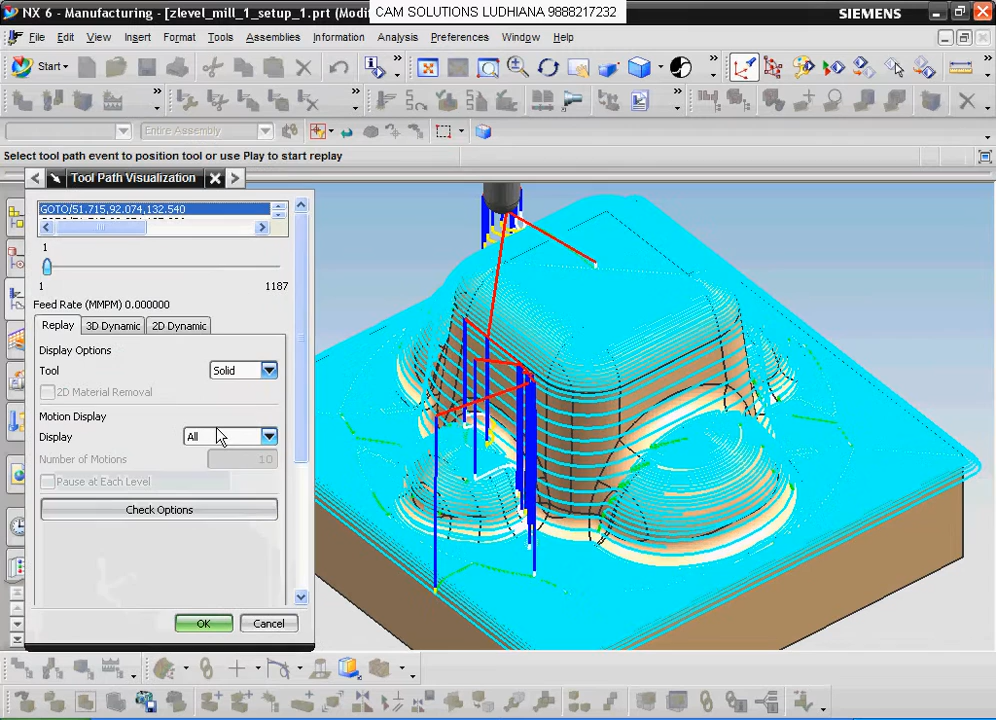 NX 6 - Manufacturing - [zlevel_mill_1_setup_1.prt (Modi
CAM SOLUTIONS LUDHIANA 9888217232
SIEMENS
File Edit View Insert Format Tools Assemblies Information Analysis Preferences Window Help
Start
Entire Assembly
Select tool path event to position tool or use Play to start replay
Tool Path Visualization
GOTO/51.715,92.074,132.540
1
1 1187
Feed Rate (MMPM) 0.000000
Replay 3D Dynamic 2D Dynamic
Display Options
Tool Solid
2D Material Removal
Motion Display
Display All
Number of Motions 10
Pause at Each Level
Check Options
OK Cancel